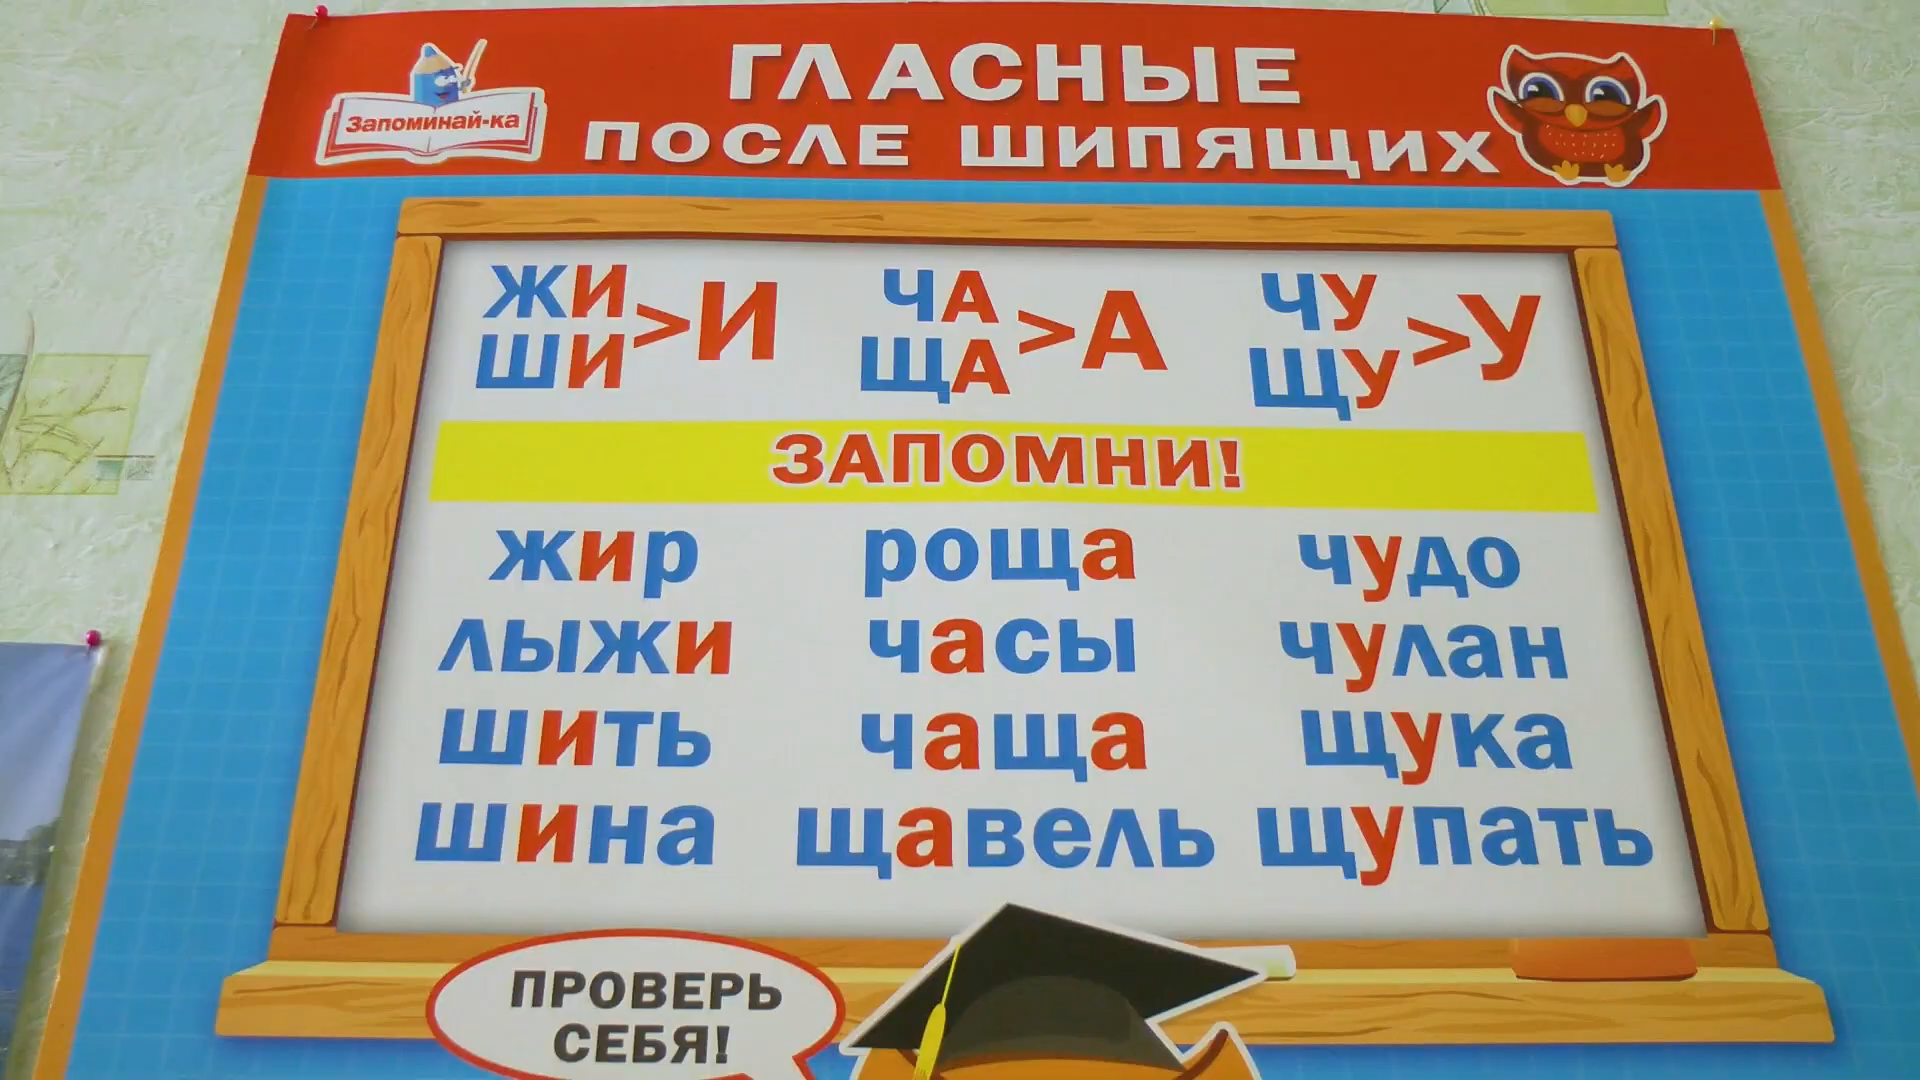 Запоминай-ка
ГЛАСНЫЕ
ПОСЛЕ ШИПЯЩИХ
ЖИ ШИ > И
ЧА ЩА > А
ЧУ ЩУ > У
ЗАПОМНИ!
жир роща чудо
лыжи часы чулан
шить чаща щука
шина щавель щупать
ПРОВЕРЬ
СЕБЯ!